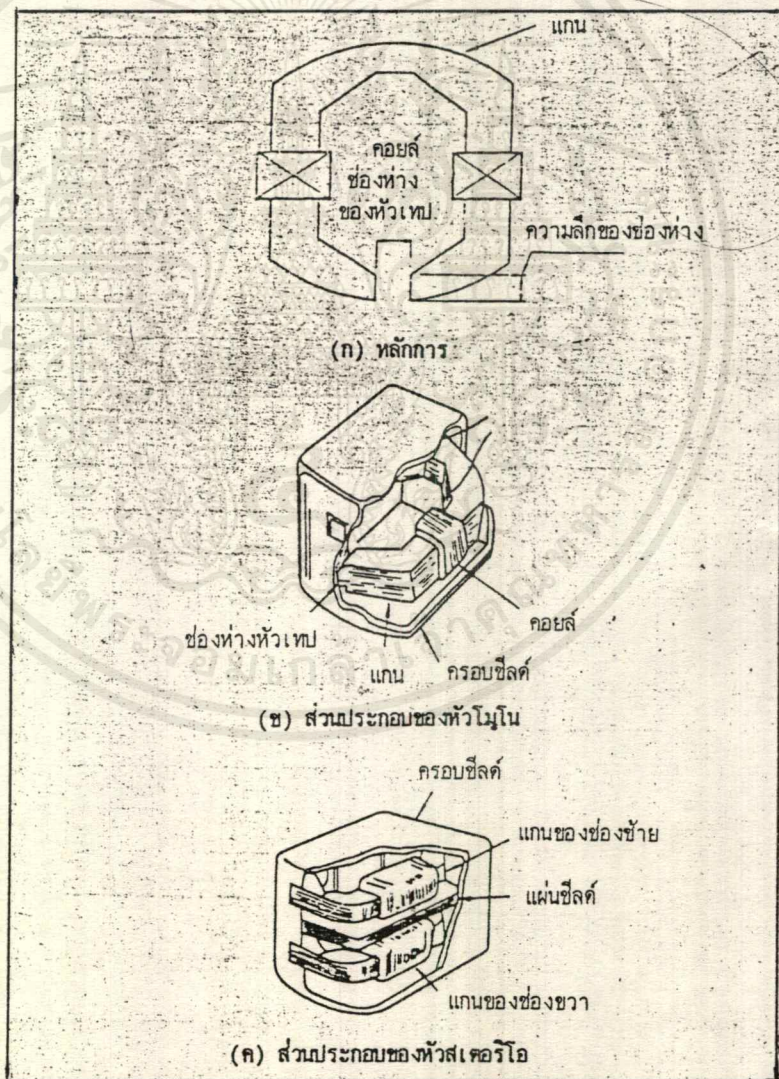 แกน
คอยล์
ช่องห่าง
ของหัวเทป
ความลึกของช่องห่าง
(ก) หลักการ
ช่องห่างหัวเทป
แกน
ครอบชีลด์
คอยล์
(ข) ส่วนประกอบของหัวโมโน
ครอบชีลด์
แกนของช่องซ้าย
แผ่นชีลด์
แกนของช่องขวา
(ค) ส่วนประกอบของหัวสเตอริโอ